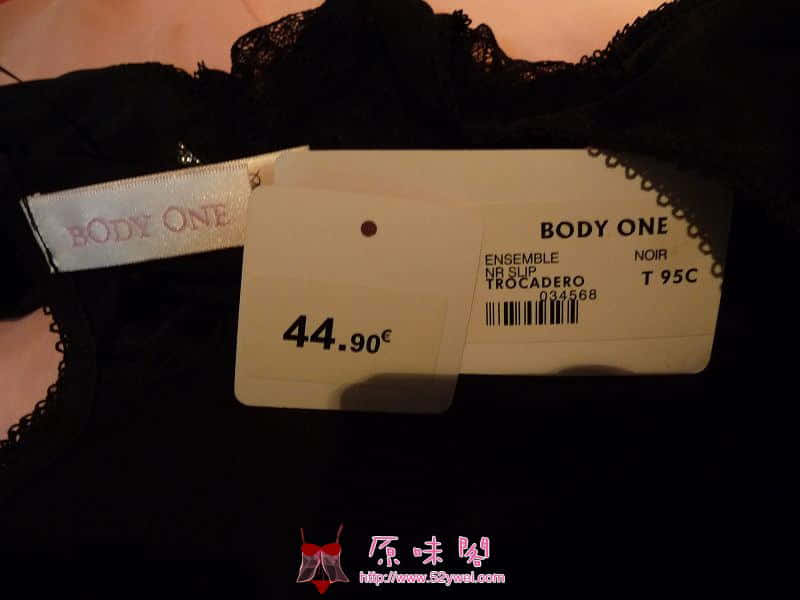 BODY ONE
44.90€
BODY ONE
ENSEMBLE NOIR
NR SLIP
TROCADERO T 95C
034568
原味閣
http://www.52ywei.com